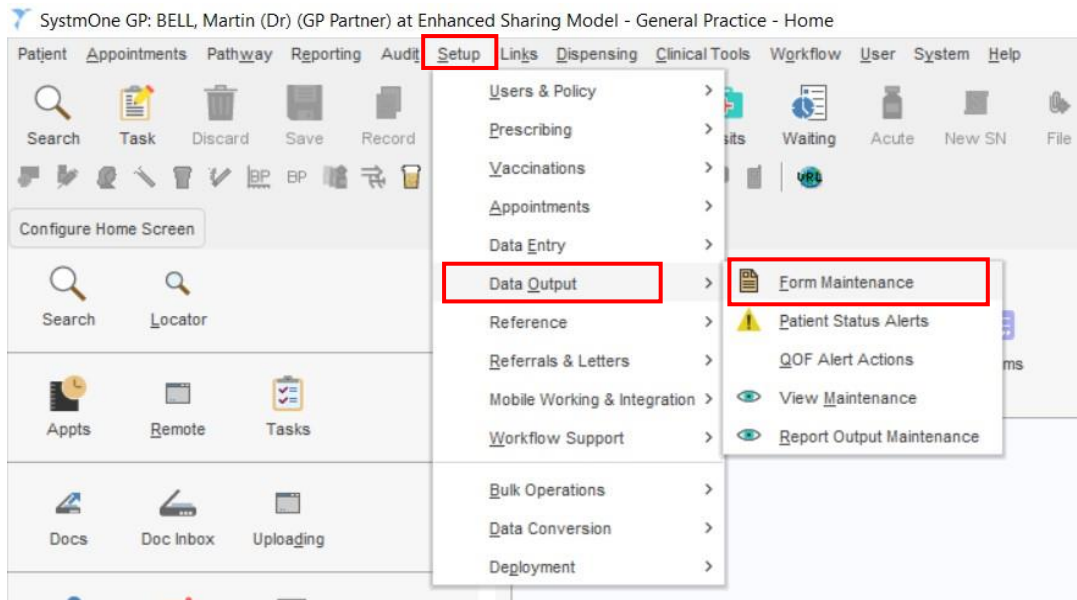 SystmOne GP: BELL, Martin (Dr) (GP Partner) at Enhanced Sharing Model - General Practice - Home
Patient Appointments Pathway Reporting Audit Setup Links Dispensing Clinical Tools Workflow User System Help
Search Task Discard Save Record Waiting Acute New SN File
BP BP URL
Configure Home Screen
Search Locator
Appts Remote Tasks
Docs Doc Inbox Uploading
Users & Policy
Prescribing
Vaccinations
Appointments
Data Entry
Data Output
Reference
Referrals & Letters
Mobile Working & Integration
Workflow Support
Bulk Operations
Data Conversion
Deployment
Form Maintenance
Patient Status Alerts
QOF Alert Actions
View Maintenance
Report Output Maintenance